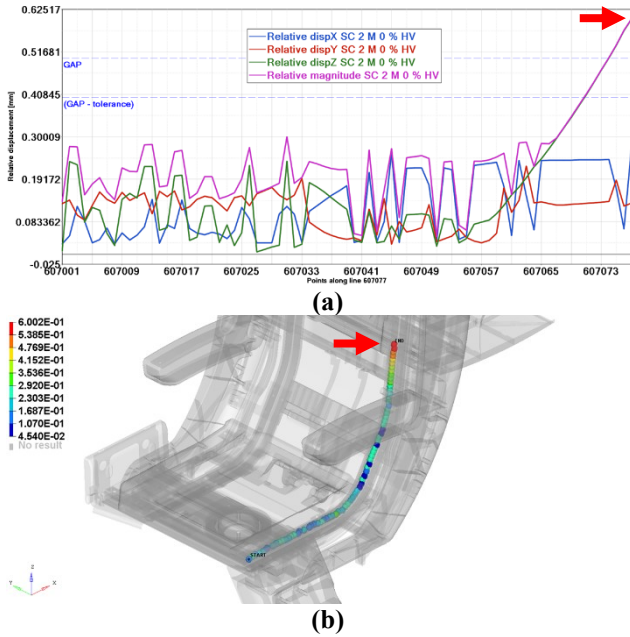 0.62517
Relative dispX SC 2 M 0 % HV
Relative dispY SC 2 M 0 % HV
Relative dispZ SC 2 M 0 % HV
Relative magnitude SC 2 M 0 % HV
0.51681
GAP
0.40845
(GAP - tolerance)
0.30009
0.19172
0.083362
-0.025
Relative displacement [mm]
607001 607009 607017 607025 607033 607041 607049 607057 607065 607073
Points along line 607077
(a)
6.002E-01
5.385E-01
4.769E-01
4.152E-01
3.536E-01
2.920E-01
2.303E-01
1.687E-01
1.070E-01
4.540E-02
No result
END
START
Z
Y
X
(b)